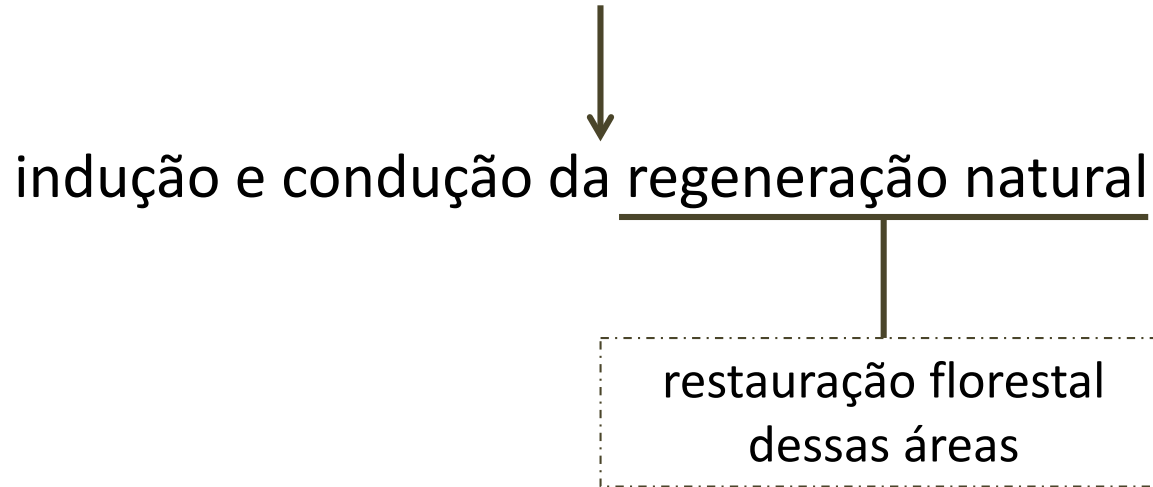 indução e condução da regeneração natural
restauração florestal
dessas áreas